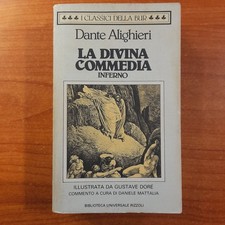 I CLASSICI DELLA BUR
Dante Alighieri
LA DIVINA
COMMEDIA
INFERNO
ILLUSTRATA DA GUSTAVE DORÉ
COMMENTO A CURA DI DANIELE MATTALIA
BIBLIOTECA UNIVERSALE RIZZOLI